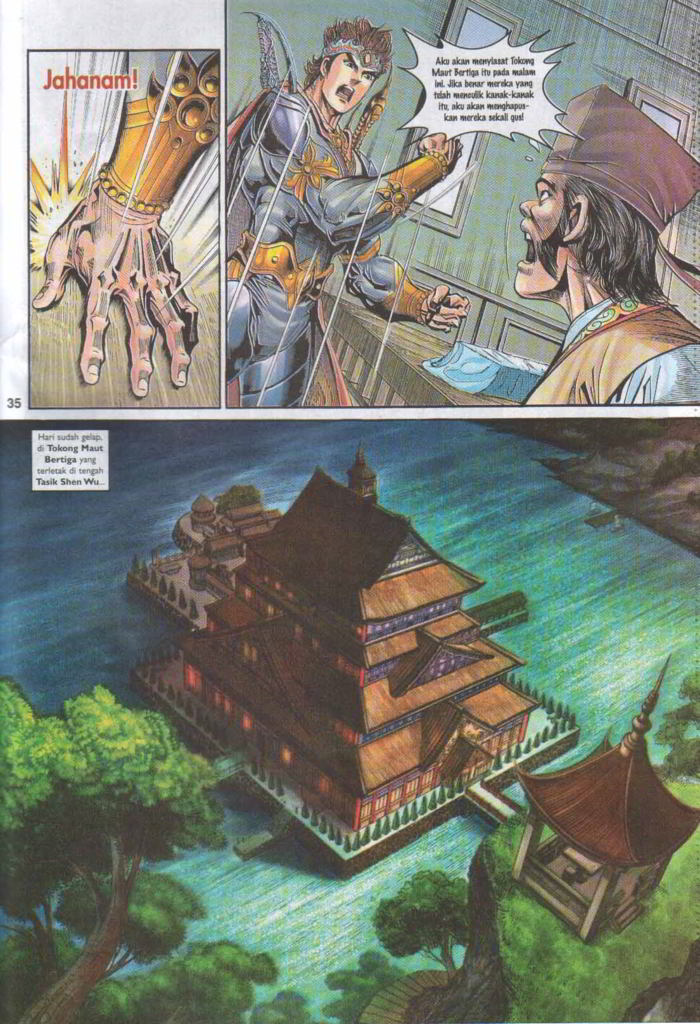 Jahanam!
Aku akan menyiasat Tokong
Maut Bertiga itu pada malam
ini. Jika benar mereka yang
telah menculik kanak-kanak
itu, aku akan menghapus-
kan mereka sekali gus!
35
Hari sudah gelap,
di Tokong Maut
Bertiga yang
terletak di tengah
Tasik Shen Wu...